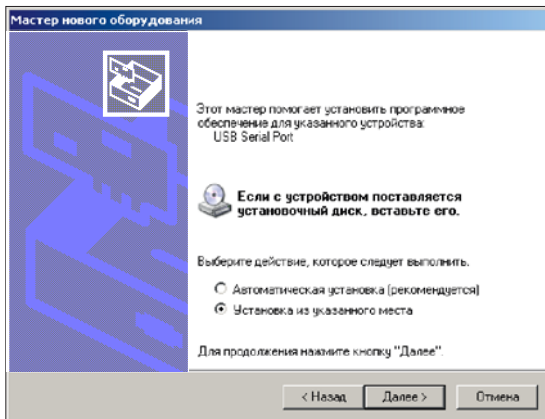 Мастер нового оборудования
Этот мастер помогает установить программное
обеспечение для указанного устройства:
USB Serial Port
Если с устройством поставляется
установочный диск, вставьте его.
Выберите действие, которое следует выполнить.
Автоматическая установка (рекомендуется)
Установка из указанного места
Для продолжения нажмите кнопку "Далее".
< Назад Далее > Отмена